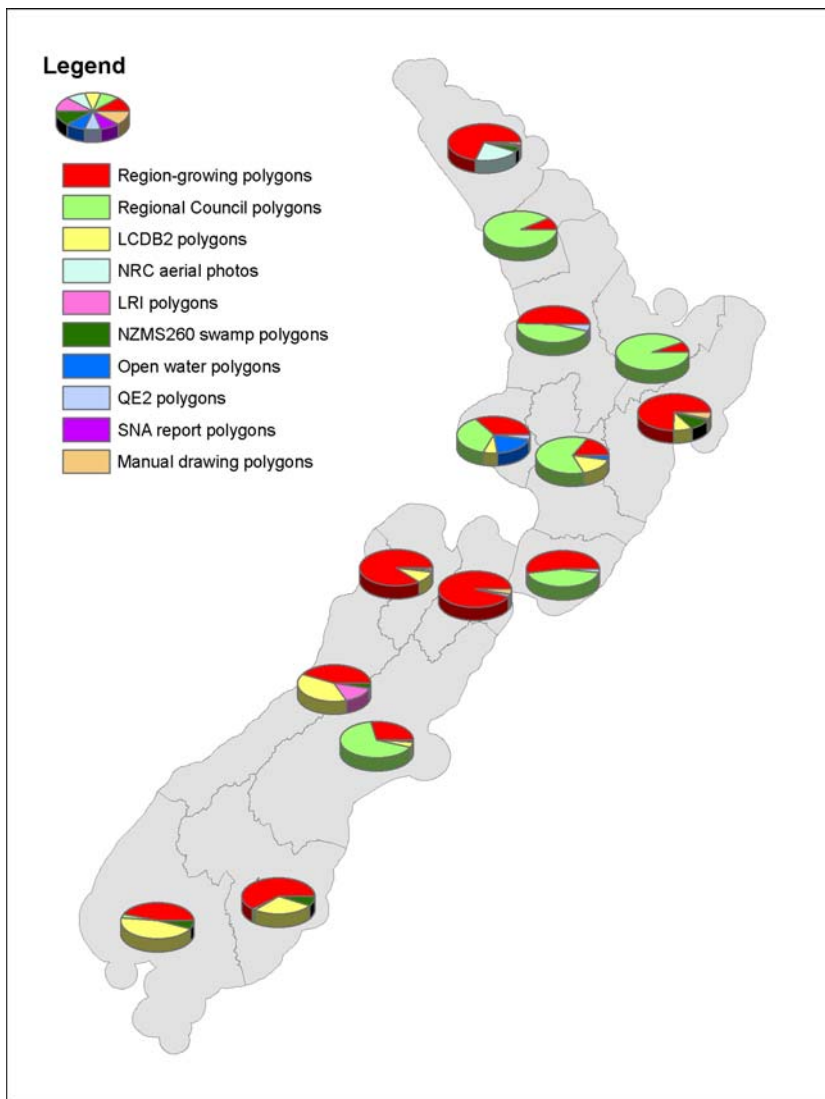 Legend
Region-growing polygons
Regional Council polygons
LCDB2 polygons
NRC aerial photos
LRI polygons
NZMS260 swamp polygons
Open water polygons
QE2 polygons
SNA report polygons
Manual drawing polygons